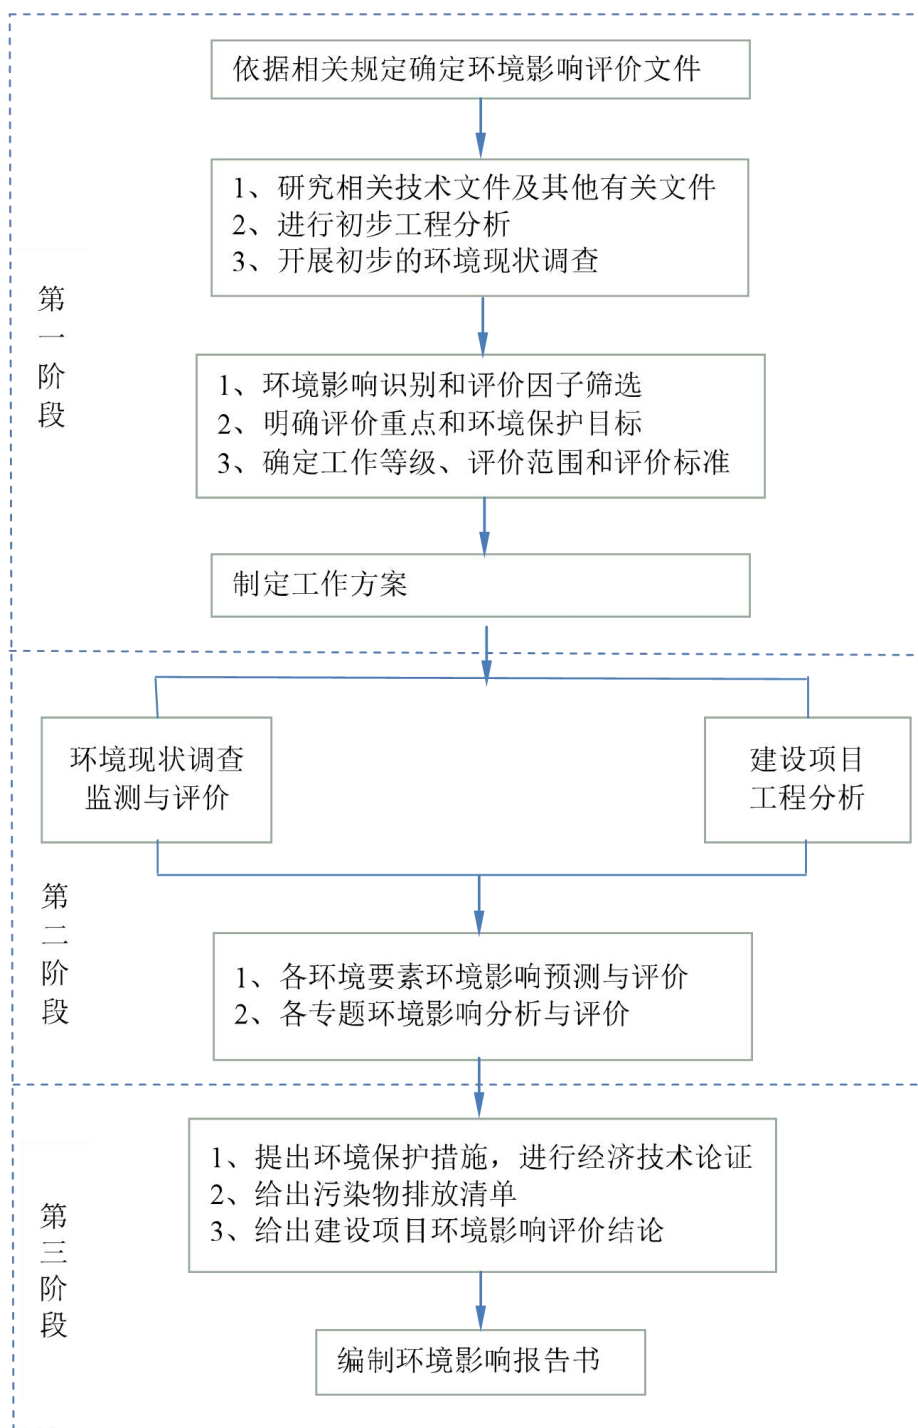 依据相关规定确定环境影响评价文件
1、研究相关技术文件及其他有关文件
2、进行初步工程分析
3、开展初步的环境现状调查
第一阶段
1、环境影响识别和评价因子筛选
2、明确评价重点和环境保护目标
3、确定工作等级、评价范围和评价标准
制定工作方案
环境现状调查
监测与评价
建设项目
工程分析
第二阶段
1、各环境要素环境影响预测与评价
2、各专题环境影响分析与评价
1、提出环境保护措施，进行经济技术论证
2、给出污染物排放清单
3、给出建设项目环境影响评价结论
第三阶段
编制环境影响报告书